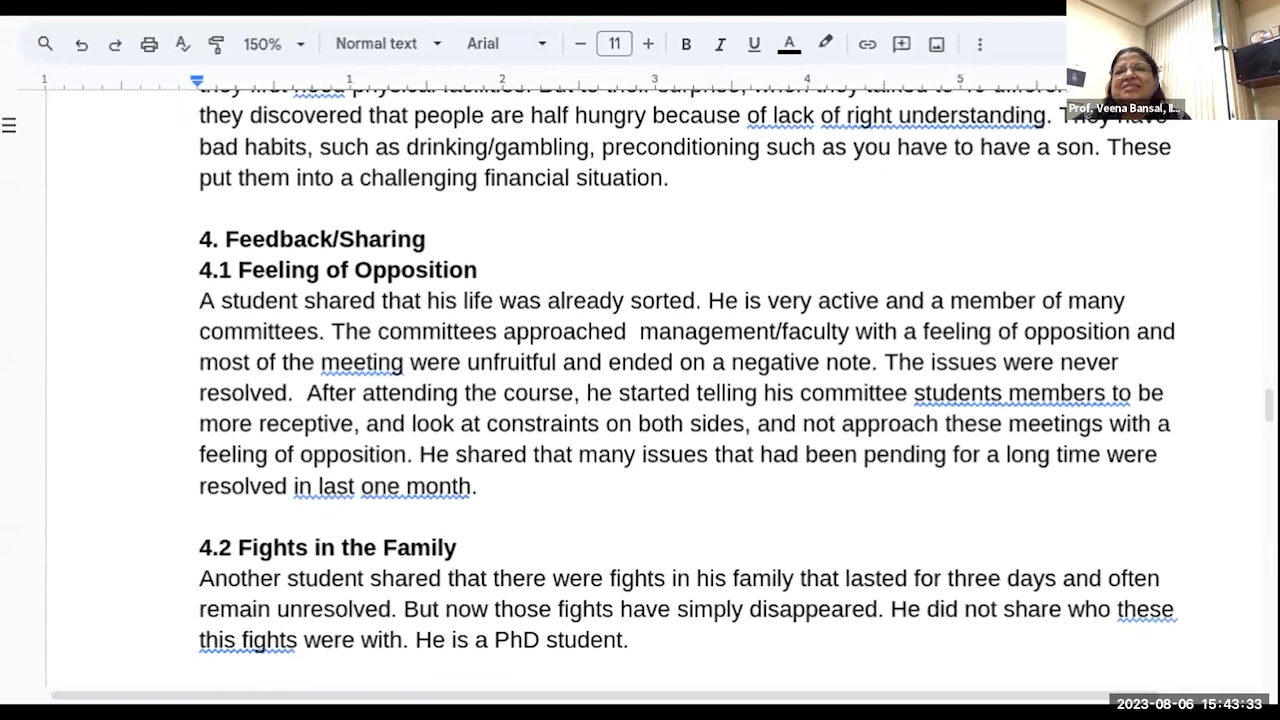 150% Normal text Arial 11
1 1 2 3 4 5
they discovered that people are half hungry because of lack of right understanding. They have
bad habits, such as drinking/gambling, preconditioning such as you have to have a son. These
put them into a challenging financial situation.
4. Feedback/Sharing
4.1 Feeling of Opposition
A student shared that his life was already sorted. He is very active and a member of many
committees. The committees approached management/faculty with a feeling of opposition and
most of the meeting were unfruitful and ended on a negative note. The issues were never
resolved. After attending the course, he started telling his committee students members to be
more receptive, and look at constraints on both sides, and not approach these meetings with a
feeling of opposition. He shared that many issues that had been pending for a long time were
resolved in last one month.
4.2 Fights in the Family
Another student shared that there were fights in his family that lasted for three days and often
remain unresolved. But now those fights have simply disappeared. He did not share who these
this fights were with. He is a PhD student.
Prof. Veena Bansal, II...
2023-08-06 15:43:33